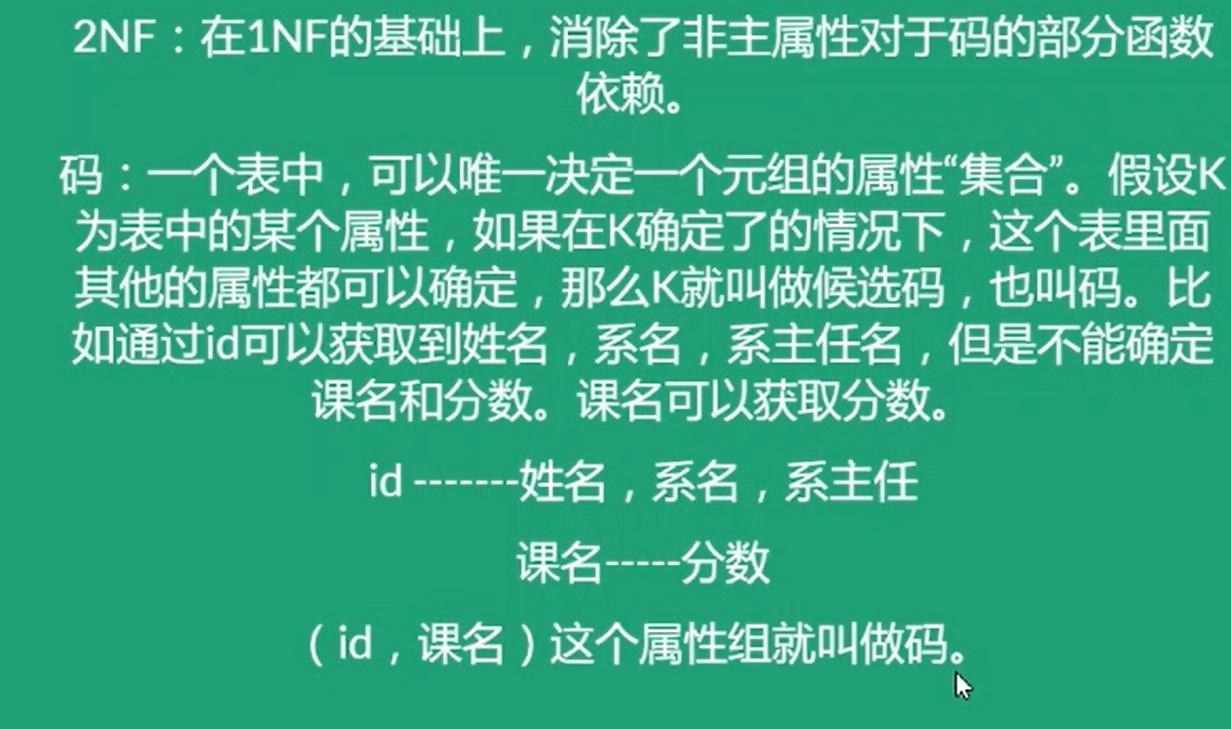 2NF：在1NF的基础上，消除了非主属性对于码的部分函数
依赖。
码：一个表中，可以唯一决定一个元组的属性“集合”。假设K
为表中的某个属性，如果在K确定了的情况下，这个表里面
其他的属性都可以确定，那么K就叫做候选码，也叫码。比
如通过id可以获取到姓名，系名，系主任名，但是不能确定
课名和分数。课名可以获取分数。
id -------姓名，系名，系主任
课名-----分数
（id，课名）这个属性组就叫做码。